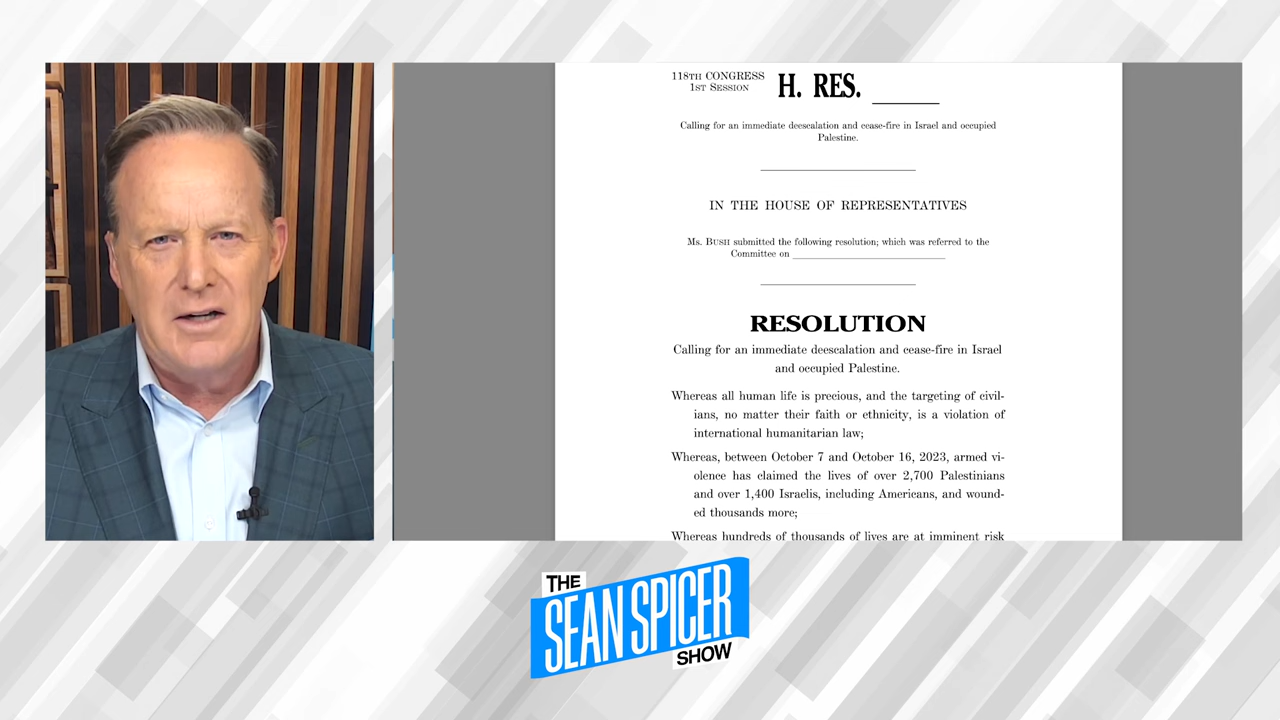 118TH CONGRESS
1ST SESSION
H. RES.
Calling for an immediate deescalation and cease-fire in Israel and occupied
Palestine.
IN THE HOUSE OF REPRESENTATIVES
Ms. BUSH submitted the following resolution; which was referred to the
Committee on
RESOLUTION
Calling for an immediate deescalation and cease-fire in Israel
and occupied Palestine.
Whereas all human life is precious, and the targeting of civil-
ians, no matter their faith or ethnicity, is a violation of
international humanitarian law;
Whereas, between October 7 and October 16, 2023, armed vi-
olence has claimed the lives of over 2,700 Palestinians
and over 1,400 Israelis, including Americans, and wound-
ed thousands more;
Whereas hundreds of thousands of lives are at imminent risk
THE
SEAN SPICER
SHOW